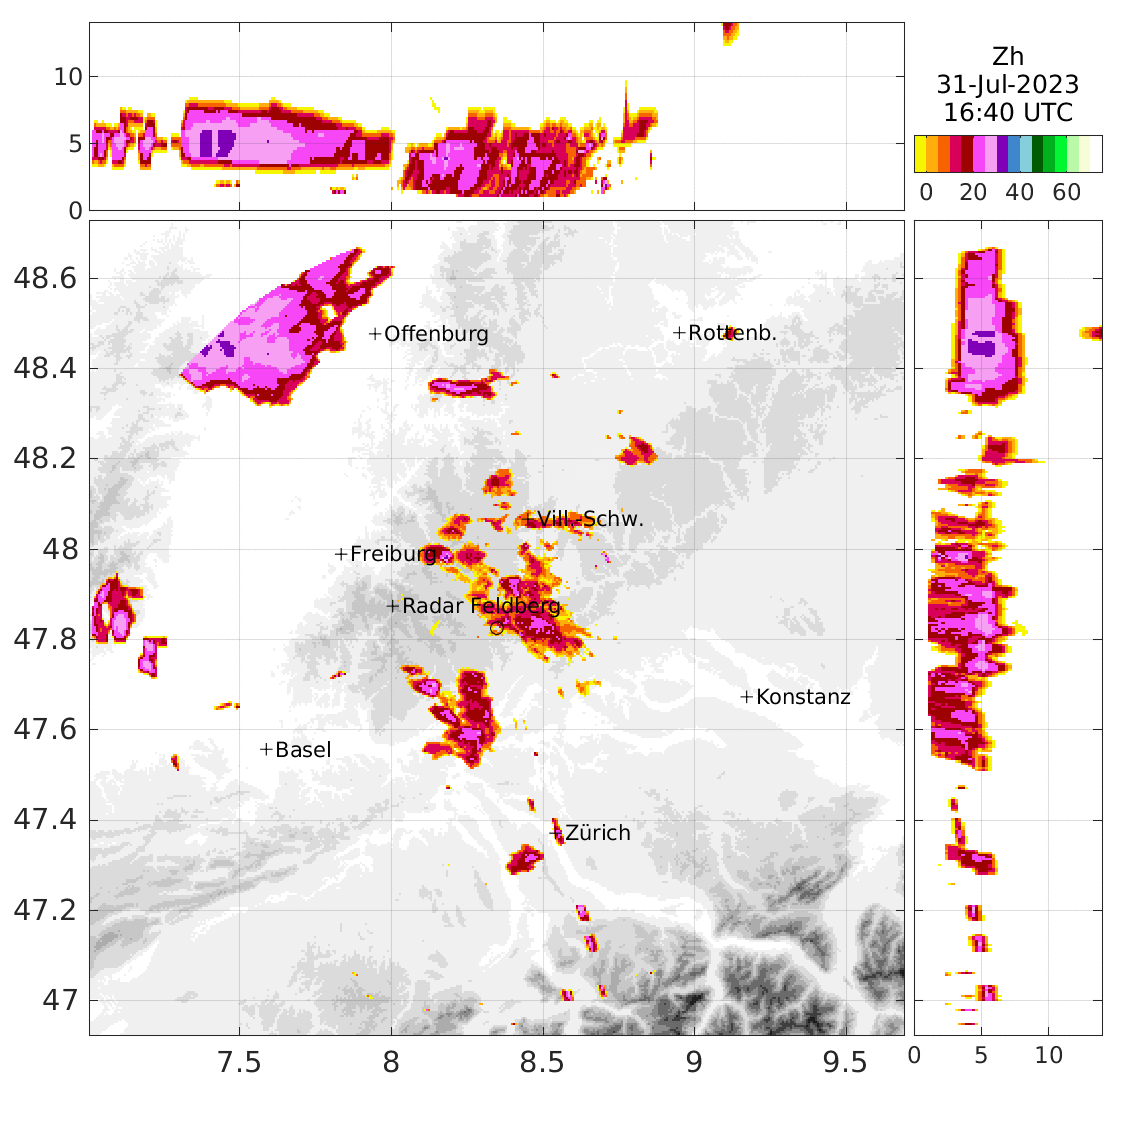 10
5
0
Zh
31-Jul-2023
16:40 UTC
0 20 40 60
48.6
48.4
48.2
48
47.8
47.6
47.4
47.2
47
+Offenburg
+Rottenb.
+Vill.-Schw.
+Freiburg
+Radar Feldberg
+Konstanz
+Basel
+Zürich
7.5 8 8.5 9 9.5
0 5 10